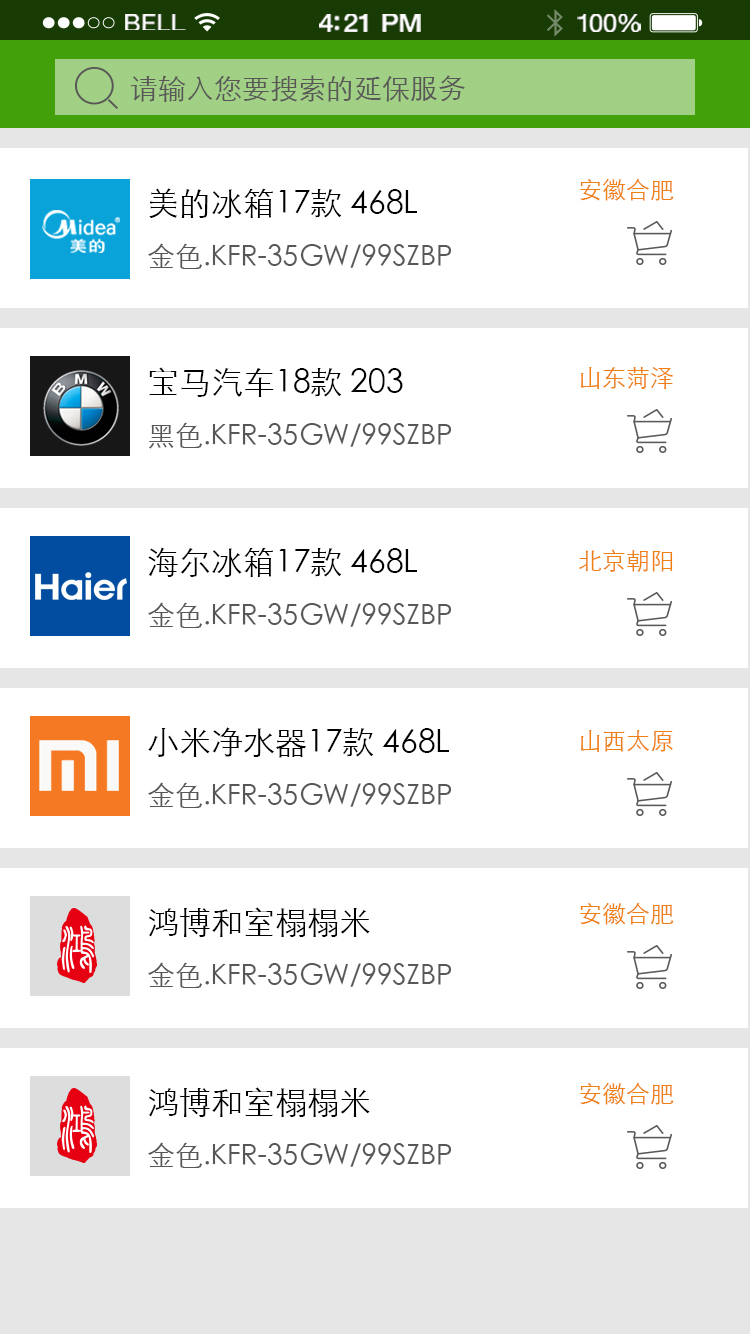 BELL 4:21 PM 100%
请输入您要搜索的延保服务
Midea
美的
美的冰箱17款 468L
安徽合肥
金色.KFR-35GW/99SZBP
BMW
宝马汽车18款 203
山东菏泽
黑色.KFR-35GW/99SZBP
Haier
海尔冰箱17款 468L
北京朝阳
金色.KFR-35GW/99SZBP
mi
小米净水器17款 468L
山西太原
金色.KFR-35GW/99SZBP
鸿
鸿博和室榻榻米
安徽合肥
金色.KFR-35GW/99SZBP
鸿
鸿博和室榻榻米
安徽合肥
金色.KFR-35GW/99SZBP